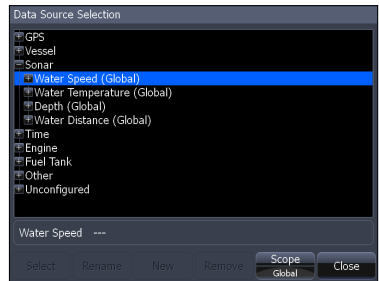 Data Source Selection
GPS
Vessel
Sonar
Water Speed (Global)
Water Temperature (Global)
Depth (Global)
Water Distance (Global)
Time
Engine
Fuel Tank
Other
Unconfigured
Water Speed ---
Select Rename New Remove Scope Global Close